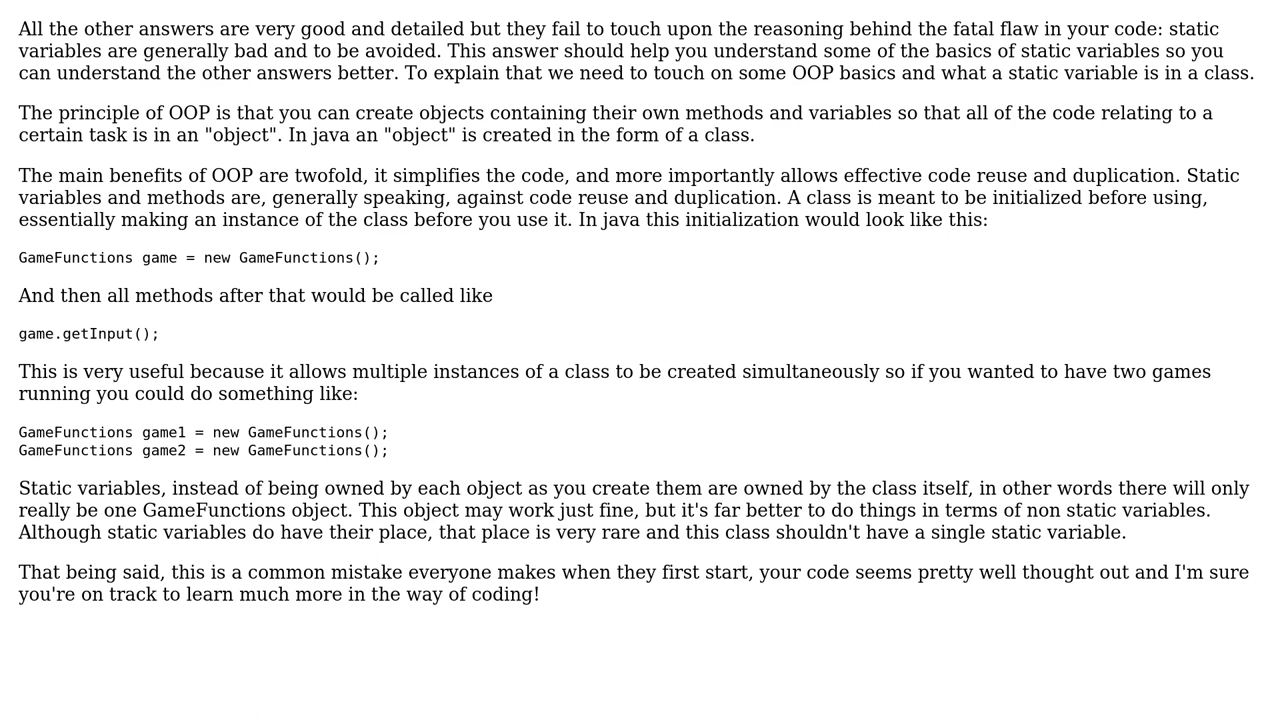 All the other answers are very good and detailed but they fail to touch upon the reasoning behind the fatal flaw in your code: static
variables are generally bad and to be avoided. This answer should help you understand some of the basics of static variables so you
can understand the other answers better. To explain that we need to touch on some OOP basics and what a static variable is in a class.
The principle of OOP is that you can create objects containing their own methods and variables so that all of the code relating to a
certain task is in an "object". In java an "object" is created in the form of a class.
The main benefits of OOP are twofold, it simplifies the code, and more importantly allows effective code reuse and duplication. Static
variables and methods are, generally speaking, against code reuse and duplication. A class is meant to be initialized before using,
essentially making an instance of the class before you use it. In java this initialization would look like this:
GameFunctions game = new GameFunctions();
And then all methods after that would be called like
game.getInput();
This is very useful because it allows multiple instances of a class to be created simultaneously so if you wanted to have two games
running you could do something like:
GameFunctions game1 = new GameFunctions();
GameFunctions game2 = new GameFunctions();
Static variables, instead of being owned by each object as you create them are owned by the class itself, in other words there will only
really be one GameFunctions object. This object may work just fine, but it's far better to do things in terms of non static variables.
Although static variables do have their place, that place is very rare and this class shouldn't have a single static variable.
That being said, this is a common mistake everyone makes when they first start, your code seems pretty well thought out and I'm sure
you're on track to learn much more in the way of coding!